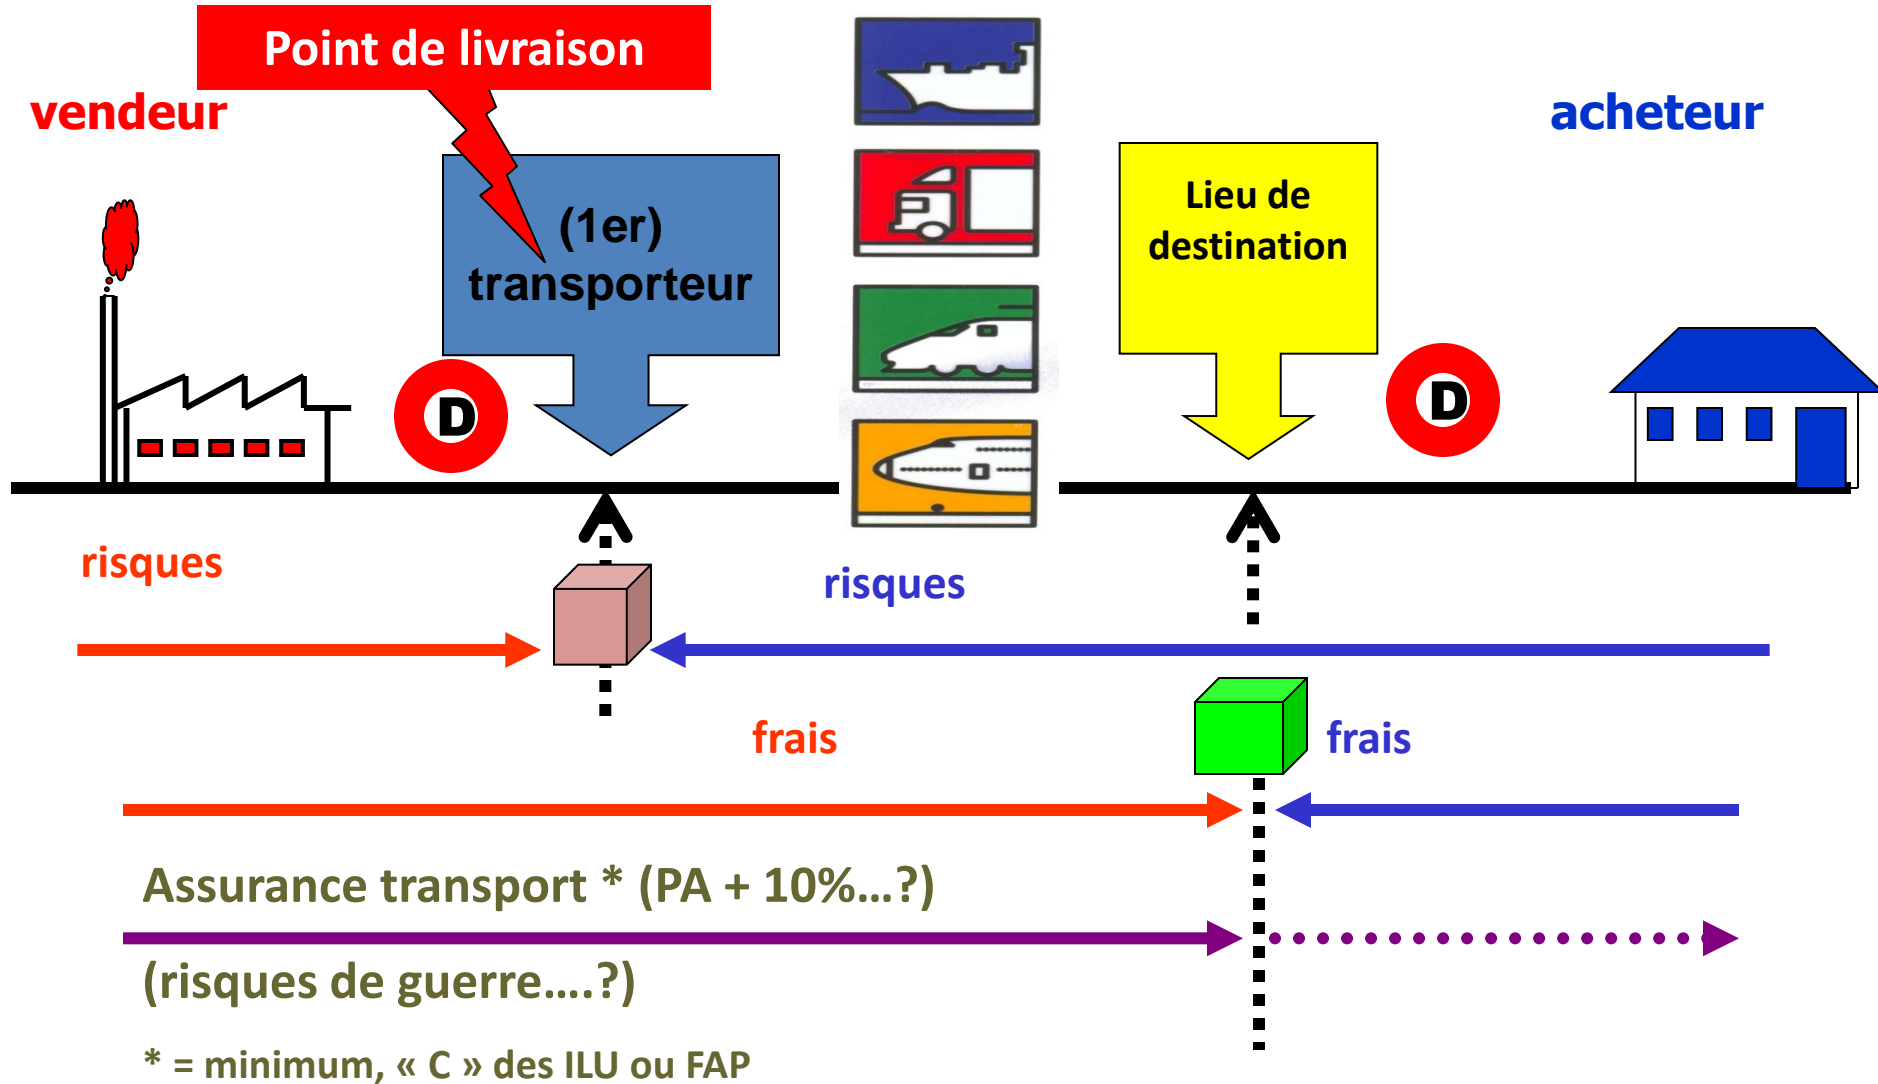 Point de livraison
vendeur
acheteur
(1er)
transporteur
Lieu de
destination
D
D
risques
risques
frais
frais
Assurance transport * (PA + 10%...?)
(risques de guerre....?)
* = minimum, « C » des ILU ou FAP